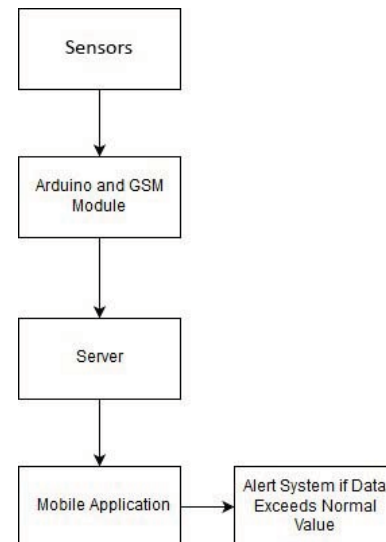 Sensors
Arduino and GSM
Module
Server
Mobile Application
Alert System if Data
Exceeds Normal
Value